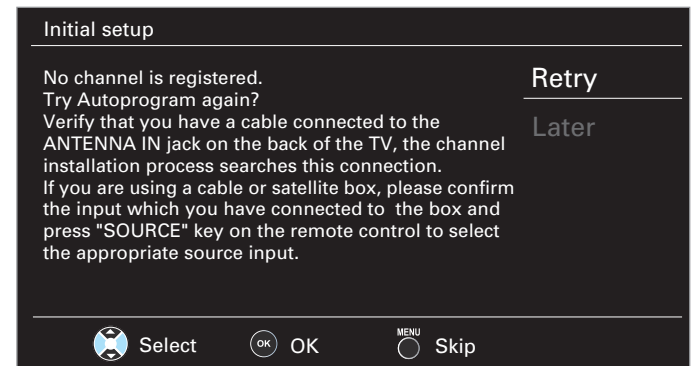 Initial setup
No channel is registered.
Try Autoprogram again?
Verify that you have a cable connected to the
ANTENNA IN jack on the back of the TV, the channel
installation process searches this connection.
If you are using a cable or satellite box, please confirm
the input which you have connected to the box and
press "SOURCE" key on the remote control to select
the appropriate source input.
Retry
Later
Select
OK OK
MENU
Skip